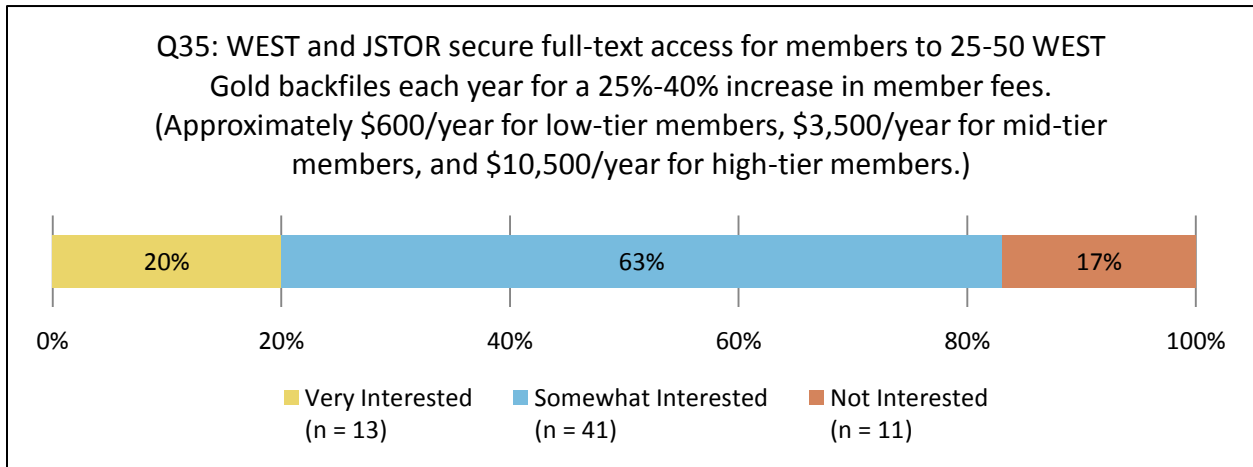 Q35: WEST and JSTOR secure full-text access for members to 25-50 WEST
Gold backfiles each year for a 25%-40% increase in member fees.
(Approximately $600/year for low-tier members, $3,500/year for mid-tier
members, and $10,500/year for high-tier members.)
20% 63% 17%
0% 20% 40% 60% 80% 100%
Very Interested Somewhat Interested Not Interested
(n = 13) (n = 41) (n = 11)